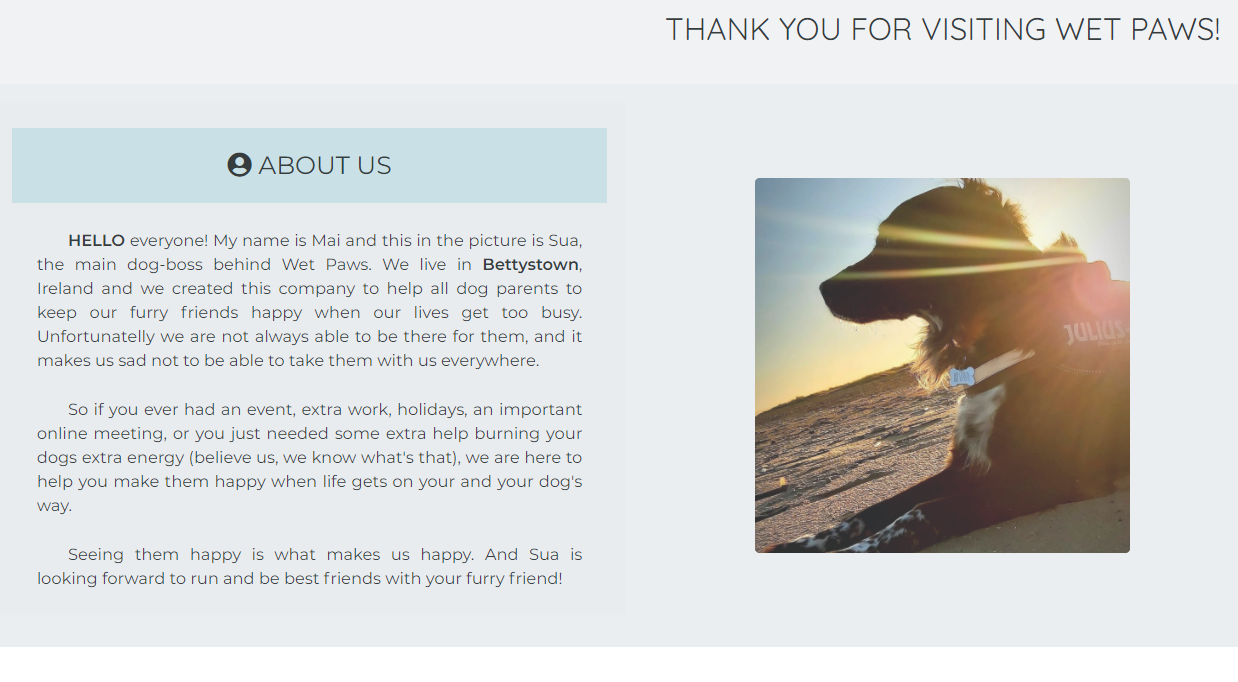 THANK YOU FOR VISITING WET PAWS!
ABOUT US
HELLO everyone! My name is Mai and this in the picture is Sua,
the main dog-boss behind Wet Paws. We live in Bettystown,
Ireland and we created this company to help all dog parents to
keep our furry friends happy when our lives get too busy.
Unfortunatelly we are not always able to be there for them, and it
makes us sad not to be able to take them with us everywhere.
So if you ever had an event, extra work, holidays, an important
online meeting, or you just needed some extra help burning your
dogs extra energy (believe us, we know what's that), we are here to
help you make them happy when life gets on your and your dog's
way.
Seeing them happy is what makes us happy. And Sua is
looking forward to run and be best friends with your furry friend!
JULIUS